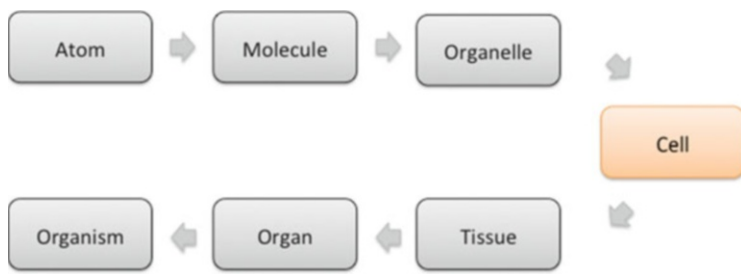 Atom
Molecule
Organelle
Cell
Tissue
Organ
Organism